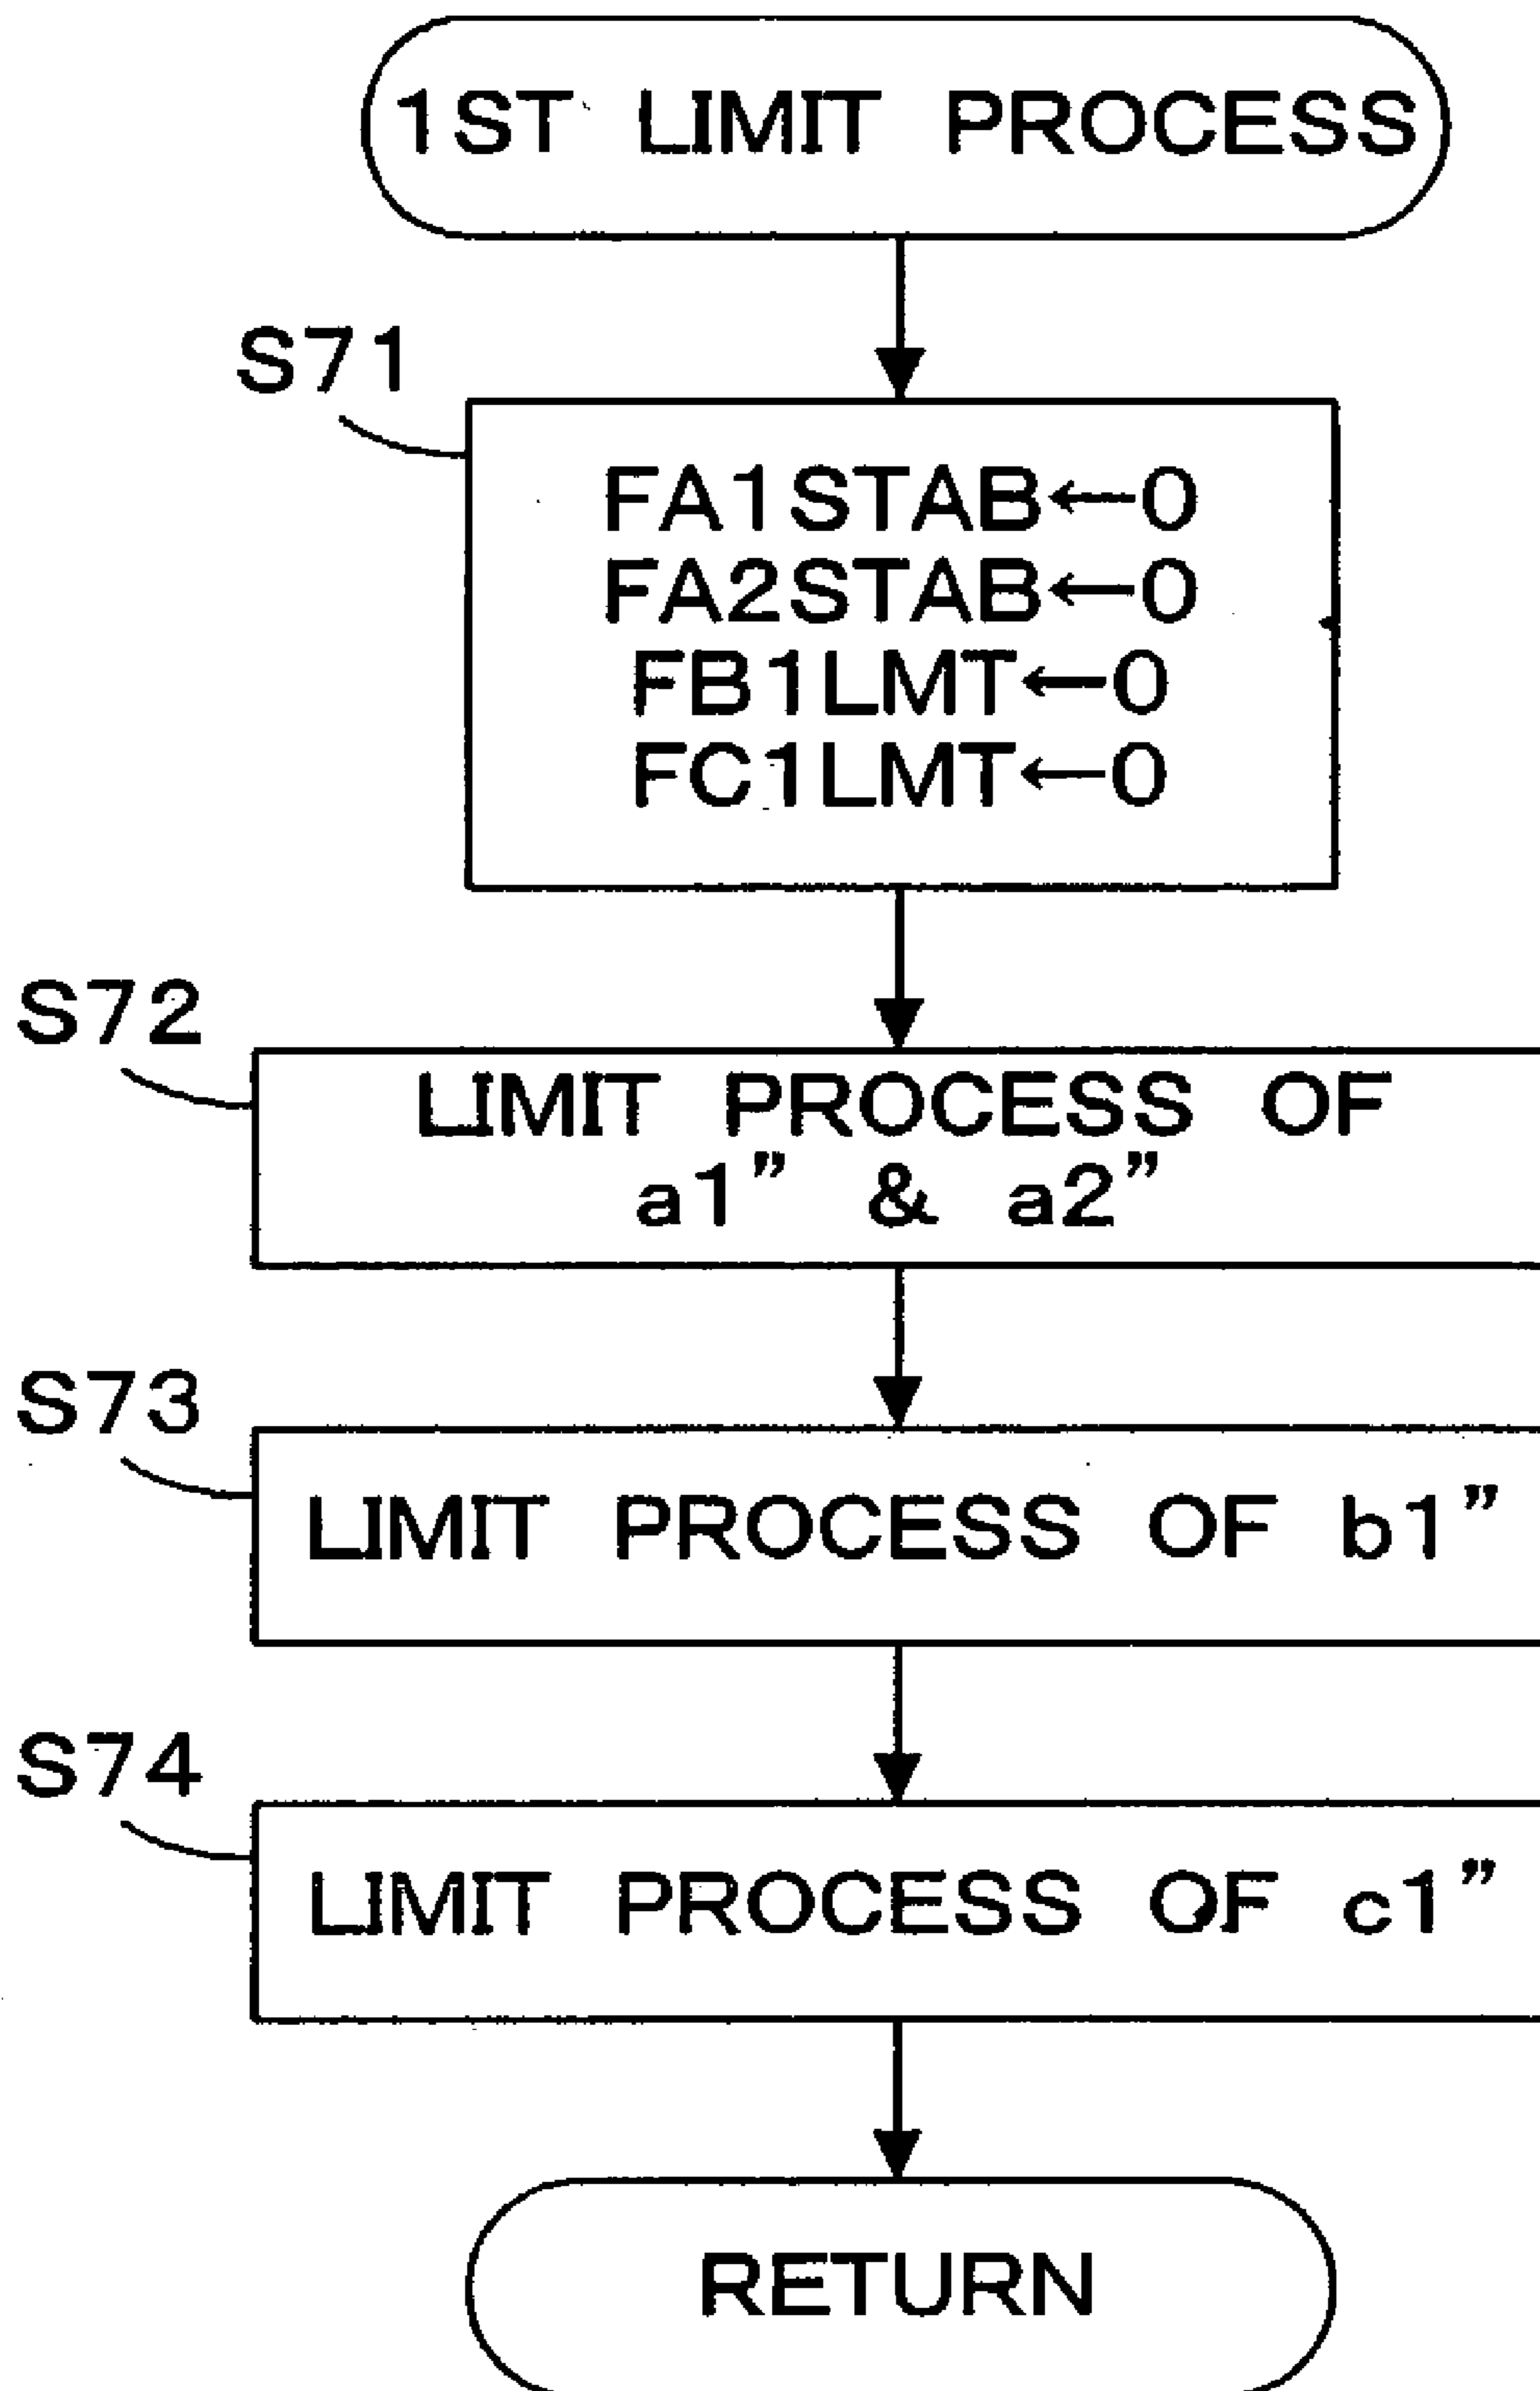 1ST LIMIT PROCESS
S71
FA1STAB←0
FA2STAB←0
FB1LMT←0
FC1LMT←0
S72
LIMIT PROCESS OF
a1” & a2”
S73
LIMIT PROCESS OF b1”
S74
LIMIT PROCESS OF c1”
RETURN